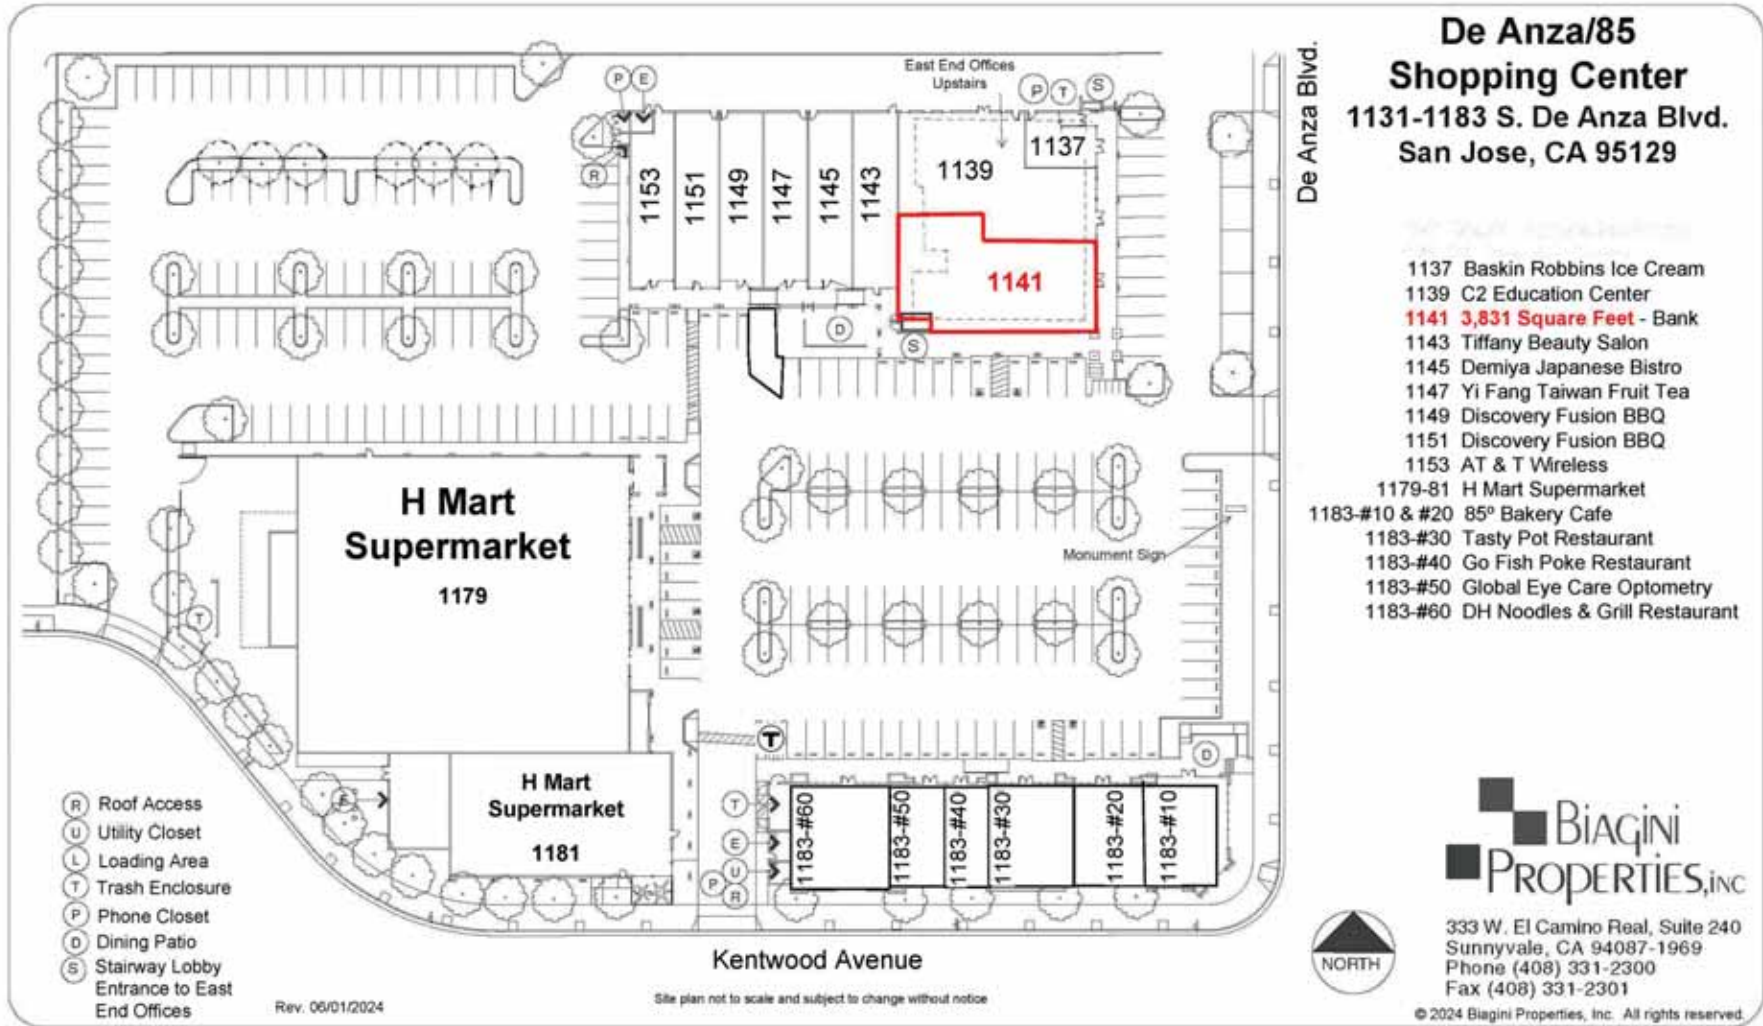 De Anza/85
Shopping Center
1131-1183 S. De Anza Blvd.
San Jose, CA 95129
De Anza Blvd.
1137 Baskin Robbins Ice Cream
1139 C2 Education Center
1141 3,831 Square Feet - Bank
1143 Tiffany Beauty Salon
1145 Demiya Japanese Bistro
1147 Yi Fang Taiwan Fruit Tea
1149 Discovery Fusion BBQ
1151 Discovery Fusion BBQ
1153 AT & T Wireless
1179-81 H Mart Supermarket
1183-#10 & #20 85º Bakery Cafe
1183-#30 Tasty Pot Restaurant
1183-#40 Go Fish Poke Restaurant
1183-#50 Global Eye Care Optometry
1183-#60 DH Noodles & Grill Restaurant
East End Offices
Upstairs
P E
P T S
R
1153
1151
1149
1147
1145
1143
1139
1137
1141
D
S
H Mart
Supermarket
1179
Monument Sign
T
T
D
H Mart
Supermarket
1181
E
T
E
U
P
R
1183-#60
1183-#50
1183-#40
1183-#30
1183-#20
1183-#10
R Roof Access
U Utility Closet
L Loading Area
T Trash Enclosure
P Phone Closet
D Dining Patio
S Stairway Lobby
Entrance to East
End Offices
Rev. 06/01/2024
Kentwood Avenue
Site plan not to scale and subject to change without notice
NORTH
BiAGiNi
PROPERTiES,iNC
333 W. El Camino Real, Suite 240
Sunnyvale, CA 94087-1969
Phone (408) 331-2300
Fax (408) 331-2301
© 2024 Biagini Properties, Inc. All rights reserved.